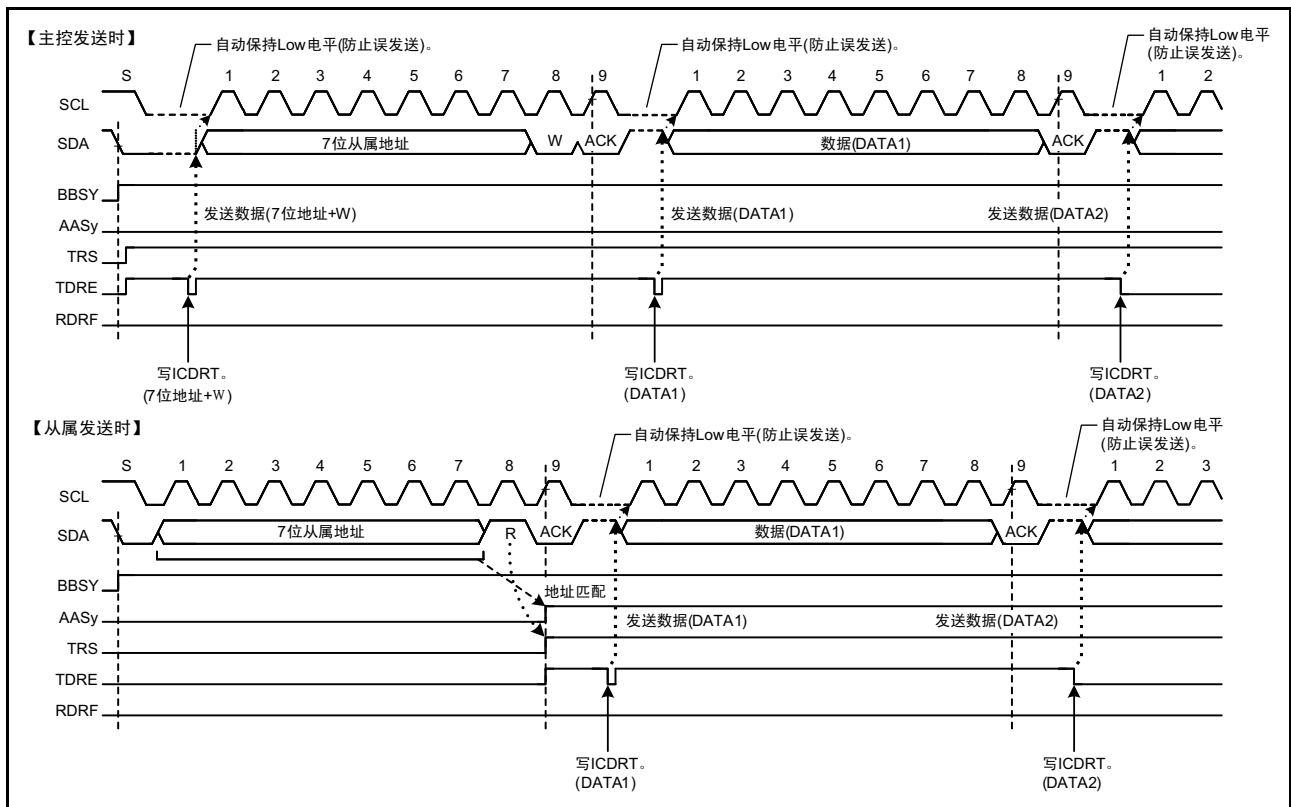 【主控发送时】
自动保持Low电平(防止误发送)。
自动保持Low电平(防止误发送)。
自动保持Low电平
(防止误发送)。
S 1 2 3 4 5 6 7 8 9 1 2 3 4 5 6 7 8 9 1 2
SCL
SDA 7位从属地址 W ACK 数据(DATA1) ACK
BBSY
发送数据(7位地址+W) 发送数据(DATA1) 发送数据(DATA2)
AASy
TRS
TDRE
RDRF
写ICDRT。 写ICDRT。 写ICDRT。
(7位地址+W) (DATA1) (DATA2)
【从属发送时】
自动保持Low电平(防止误发送)。
自动保持Low电平
(防止误发送)。
S 1 2 3 4 5 6 7 8 9 1 2 3 4 5 6 7 8 9 1 2 3
SCL
SDA 7位从属地址 R ACK 数据(DATA1) ACK
BBSY
地址匹配
AASy 发送数据(DATA1) 发送数据(DATA2)
TRS
TDRE
RDRF
写ICDRT。 写ICDRT。
(DATA1) (DATA2)